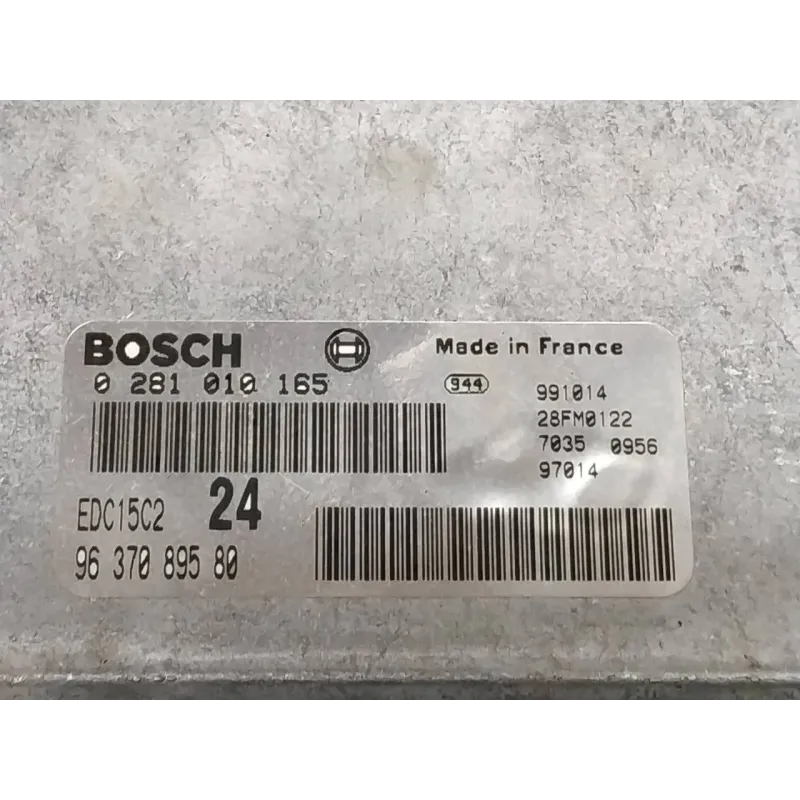 BOSCH Made in France
0 281 010 165 944 991014
28FM0122
7035 0956
97014
EDC15C2 24
96 370 895 80